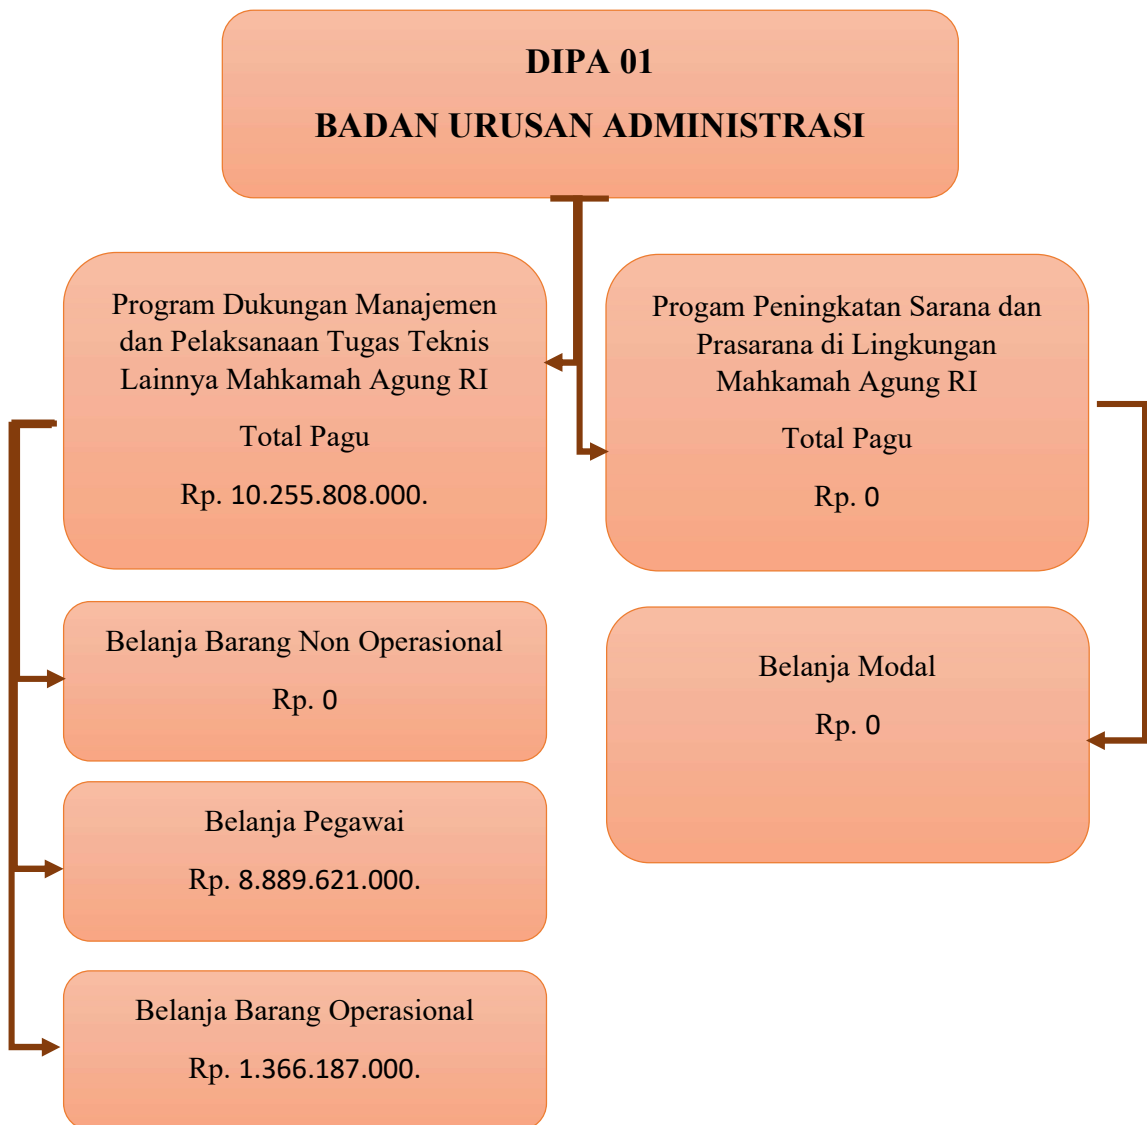 DIPA 01
BADAN URUSAN ADMINISTRASI
Program Dukungan Manajemen
dan Pelaksanaan Tugas Teknis
Lainnya Mahkamah Agung RI
Total Pagu
Rp. 10.255.808.000.
Progam Peningkatan Sarana dan
Prasarana di Lingkungan
Mahkamah Agung RI
Total Pagu
Rp. 0
Belanja Barang Non Operasional
Rp. 0
Belanja Modal
Rp. 0
Belanja Pegawai
Rp. 8.889.621.000.
Belanja Barang Operasional
Rp. 1.366.187.000.